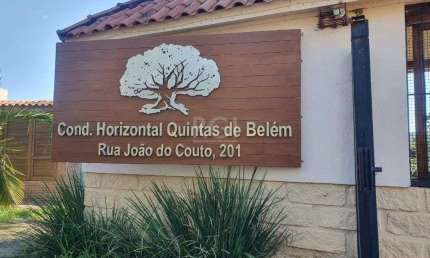 Cond. Horizontal Quintas de Belém
Rua João do Couto, 201